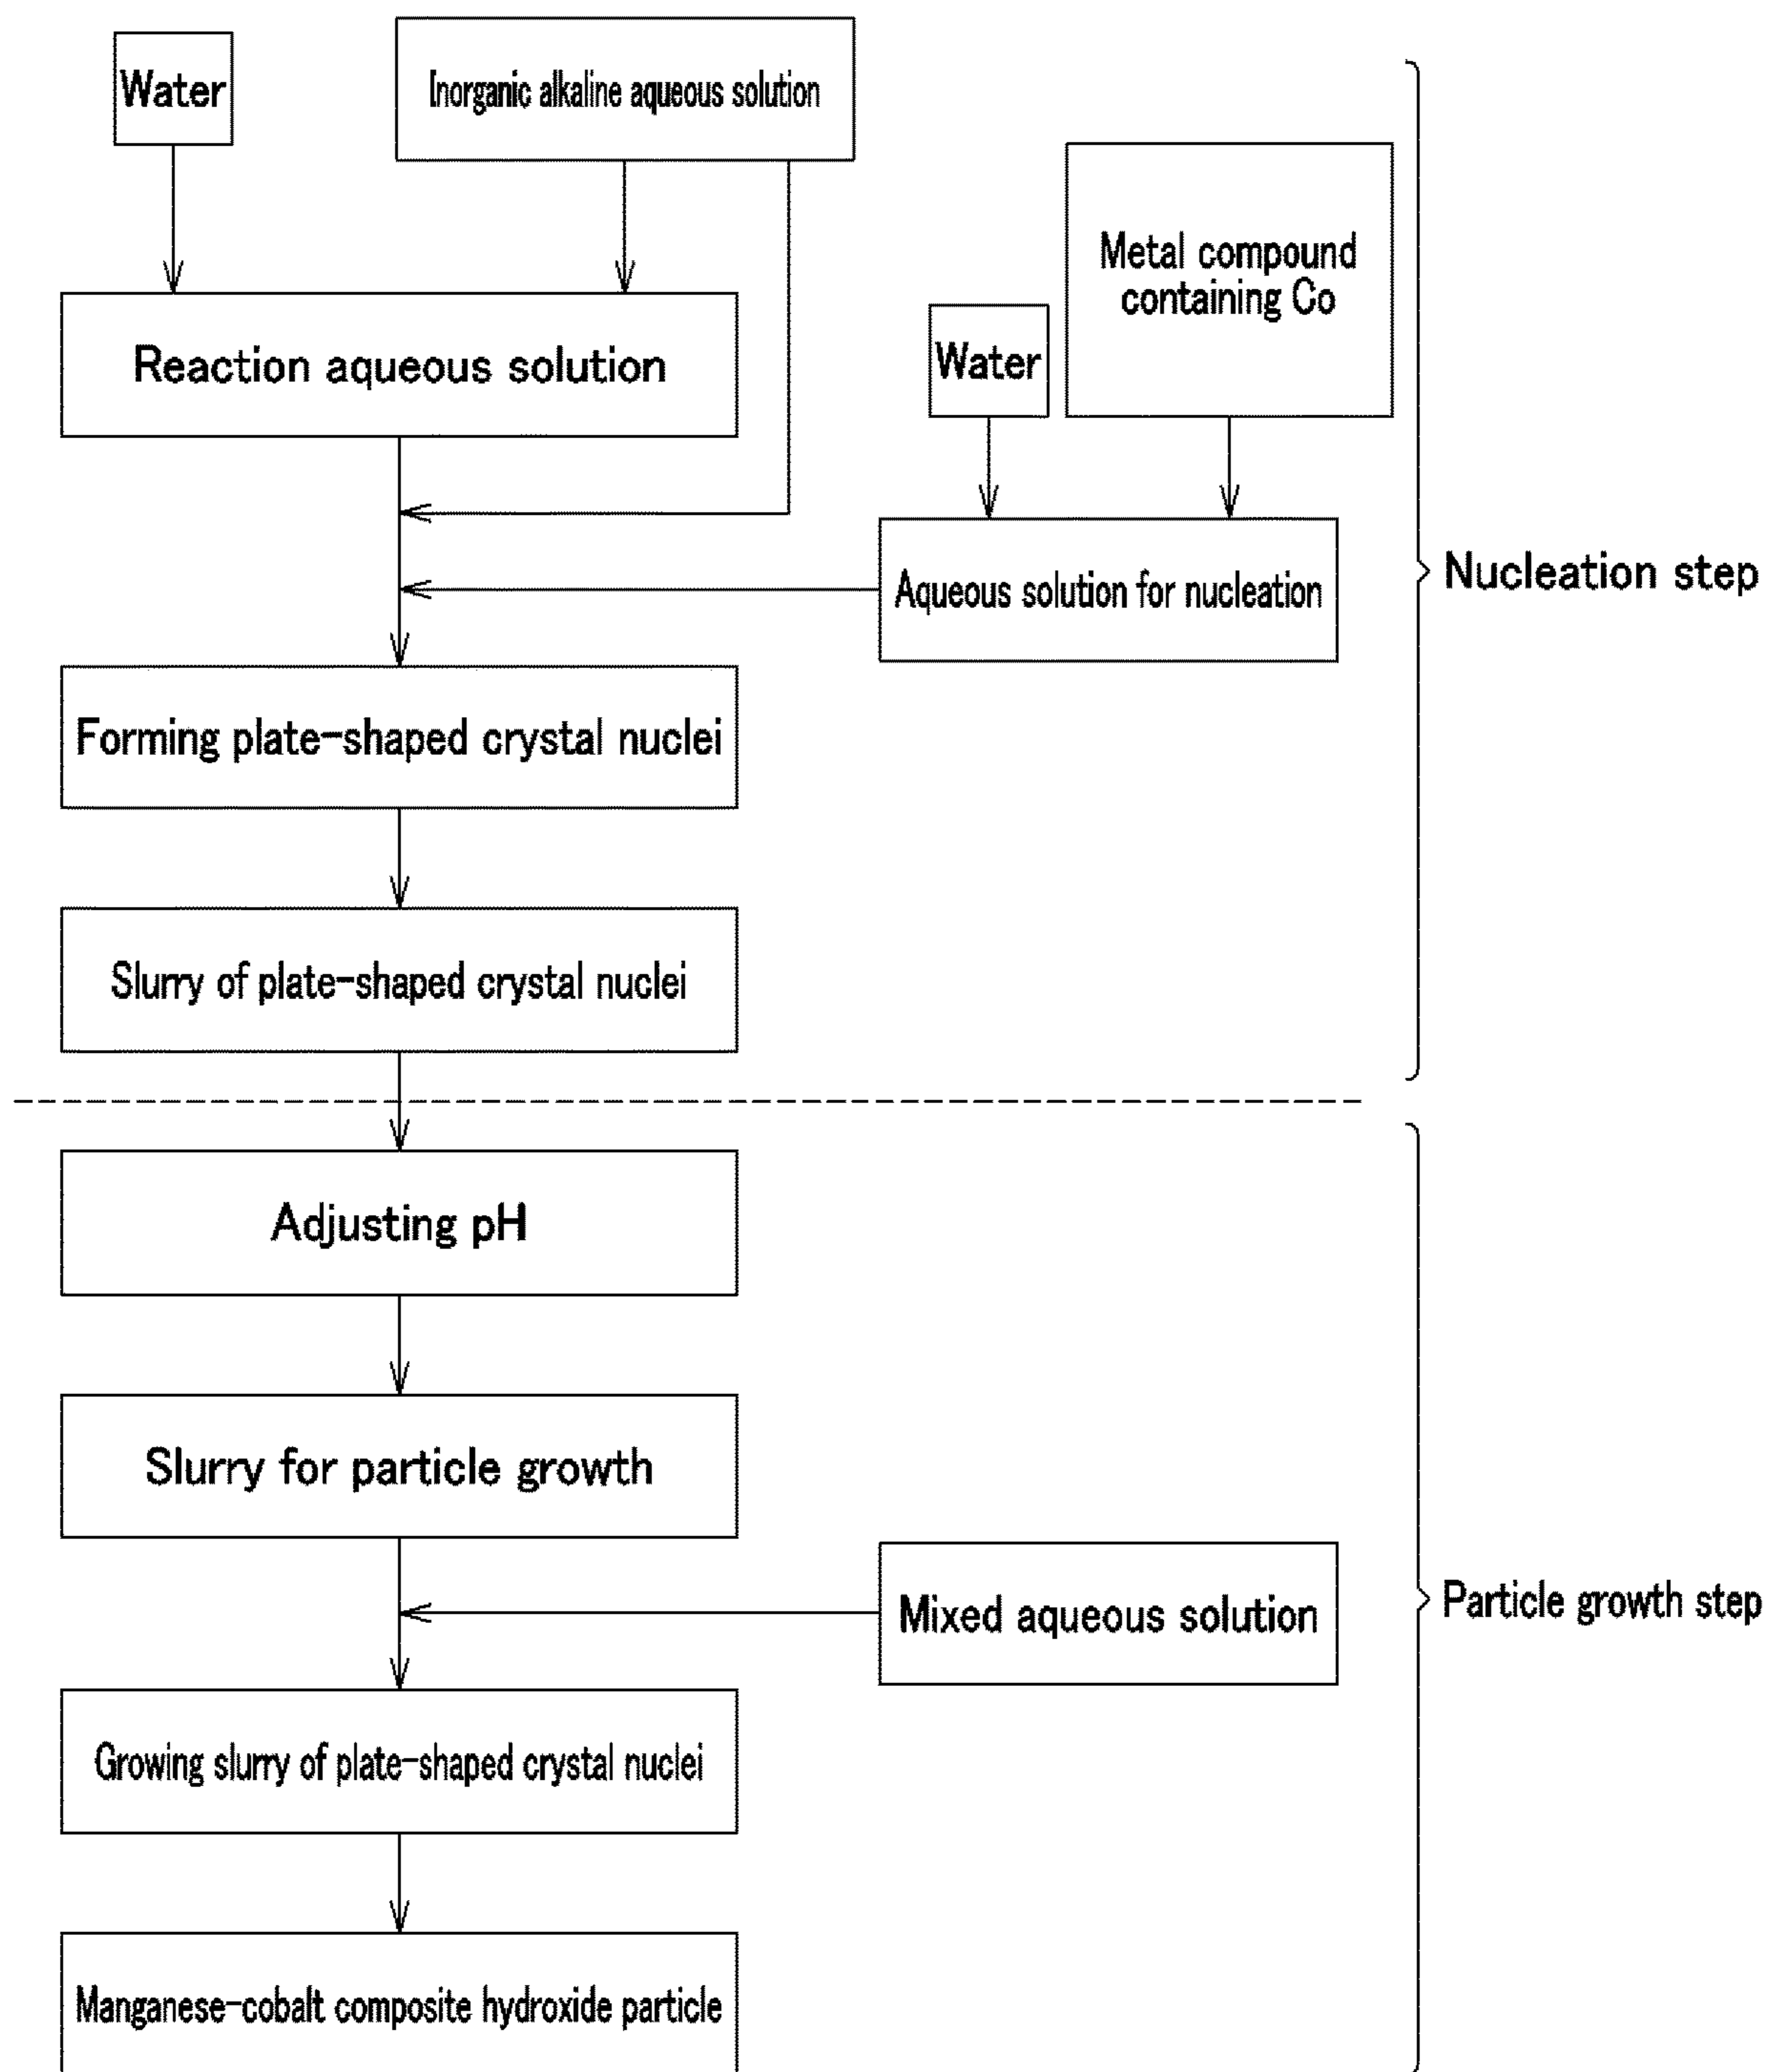 Water
Inorganic alkaline aqueous solution
Metal compound
containing Co
Water
Reaction aqueous solution
Aqueous solution for nucleation
Nucleation step
Forming plate-shaped crystal nuclei
Slurry of plate-shaped crystal nuclei
Adjusting pH
Slurry for particle growth
Mixed aqueous solution
Particle growth step
Growing slurry of plate-shaped crystal nuclei
Manganese-cobalt composite hydroxide particle